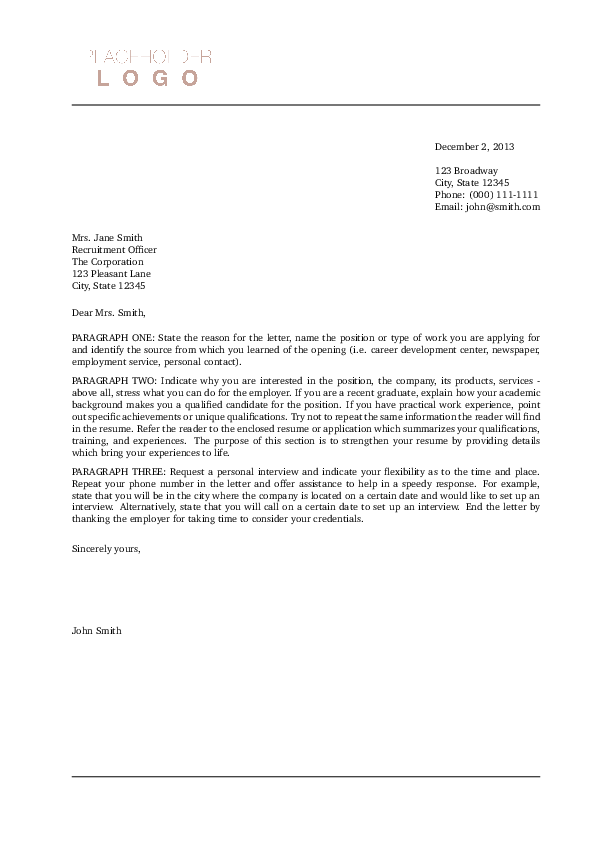 PLACEHOLDER
LOGO
December 2, 2013
123 Broadway
City, State 12345
Phone: (000) 111-1111
Email: john@smith.com
Mrs. Jane Smith
Recruitment Officer
The Corporation
123 Pleasant Lane
City, State 12345
Dear Mrs. Smith,
PARAGRAPH ONE: State the reason for the letter, name the position or type of work you are applying for
and identify the source from which you learned of the opening (i.e. career development center, newspaper,
employment service, personal contact).
PARAGRAPH TWO: Indicate why you are interested in the position, the company, its products, services -
above all, stress what you can do for the employer. If you are a recent graduate, explain how your academic
background makes you a qualified candidate for the position. If you have practical work experience, point
out specific achievements or unique qualifications. Try not to repeat the same information the reader will find
in the resume. Refer the reader to the enclosed resume or application which summarizes your qualifications,
training, and experiences. The purpose of this section is to strengthen your resume by providing details
which bring your experiences to life.
PARAGRAPH THREE: Request a personal interview and indicate your flexibility as to the time and place.
Repeat your phone number in the letter and offer assistance to help in a speedy response. For example,
state that you will be in the city where the company is located on a certain date and would like to set up an
interview. Alternatively, state that you will call on a certain date to set up an interview. End the letter by
thanking the employer for taking time to consider your credentials.
Sincerely yours,
John Smith